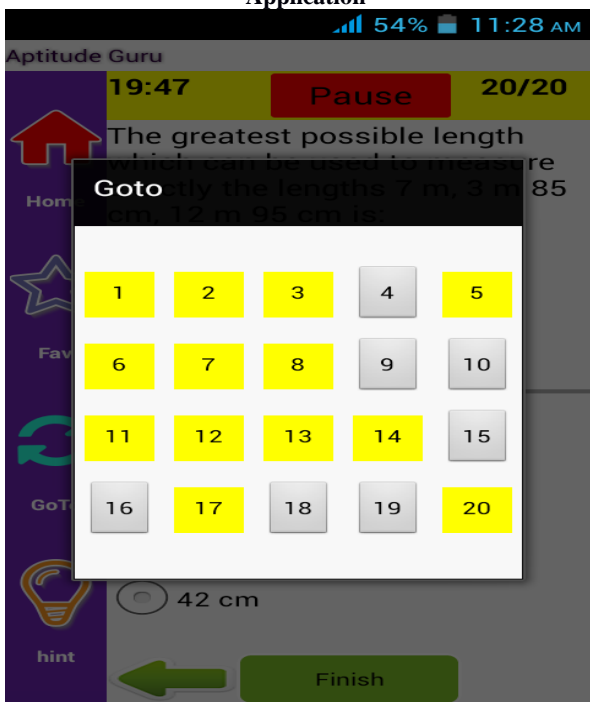 Application
54% 11:28 AM
Aptitude Guru
19:47 Pause 20/20
The greatest possible length
which can be used to measure
exactly the lengths 7 m, 3 m 85
cm, 12 m 95 cm is:
Home
Goto
1 2 3 4 5
6 7 8 9 10
11 12 13 14 15
16 17 18 19 20
Fav
GoTo
42 cm
hint
Finish